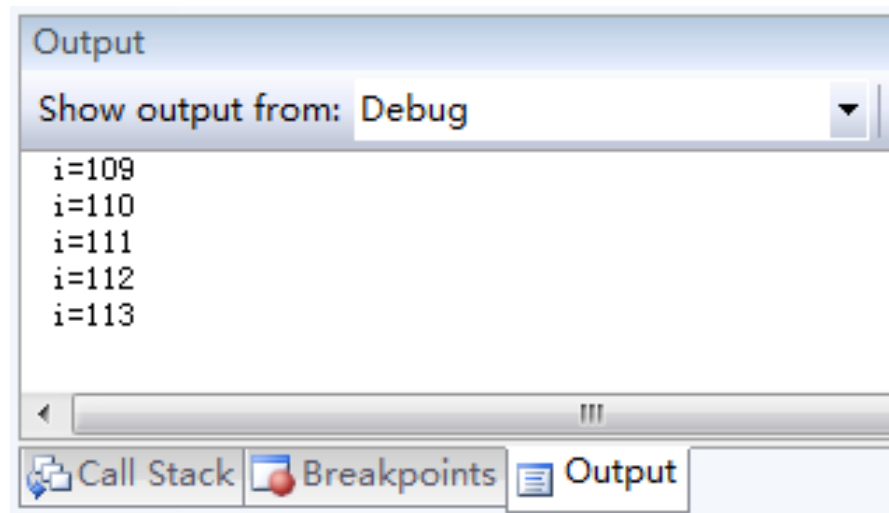 Output
Show output from: Debug
i=109
i=110
i=111
i=112
i=113
Call Stack Breakpoints Output